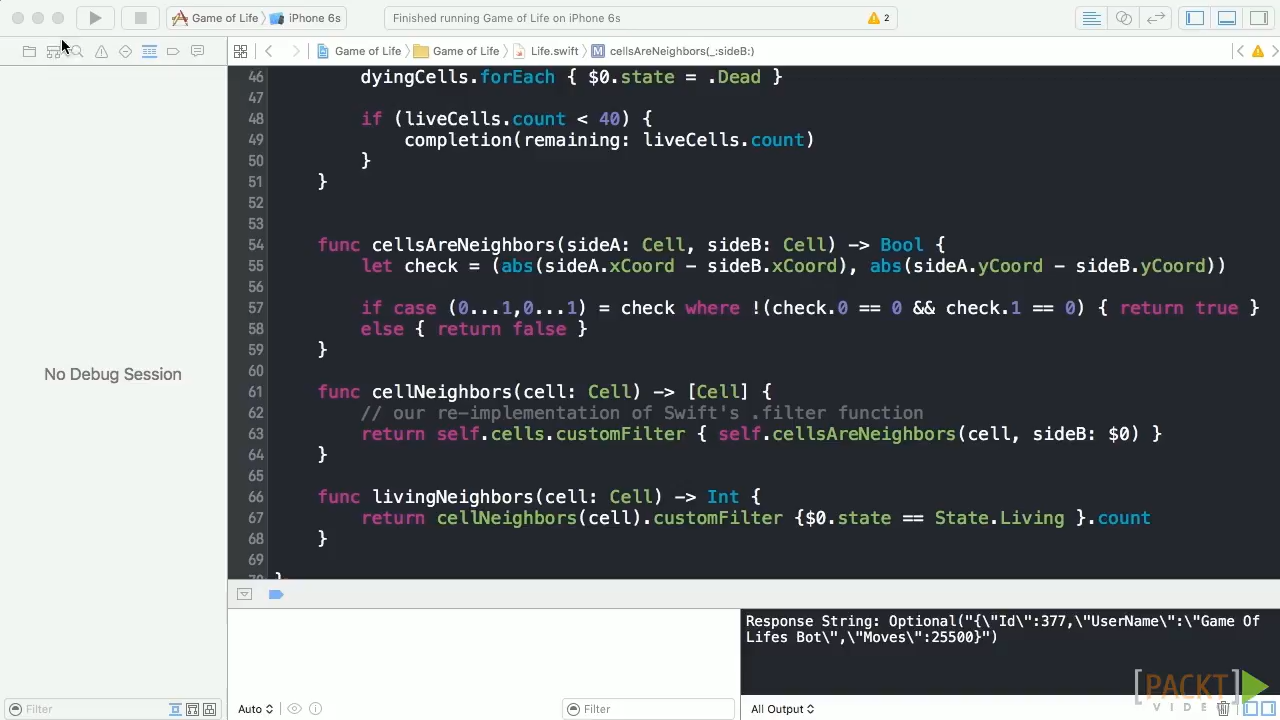 Game of Life
iPhone 6s
Finished running Game of Life on iPhone 6s
2
Game of Life
Game of Life
Life.swift
M
cellsAreNeighbors(_:sideB:)
46 dyingCells.forEach { $0.state = .Dead }
47
48 if (liveCells.count < 40) {
49 completion(remaining: liveCells.count)
50 }
51 }
52
53
54 func cellsAreNeighbors(sideA: Cell, sideB: Cell) -> Bool {
55 let check = (abs(sideA.xCoord - sideB.xCoord), abs(sideA.yCoord - sideB.yCoord))
56
57 if case (0...1,0...1) = check where !(check.0 == 0 && check.1 == 0) { return true }
58 else { return false }
59 }
60
61 func cellNeighbors(cell: Cell) -> [Cell] {
62 // our re-implementation of Swift's .filter function
63 return self.cells.customFilter { self.cellsAreNeighbors(cell, sideB: $0) }
64 }
65
66 func livingNeighbors(cell: Cell) -> Int {
67 return cellNeighbors(cell).customFilter {$0.state == State.Living }.count
68 }
69
70 }
No Debug Session
Response String: Optional("{\"Id\":377,\"UserName\":\"Game Of
Lifes Bot\",\"Moves\":25500}")
[PACKT]
VIDEO
Filter
Auto
Filter
All Output